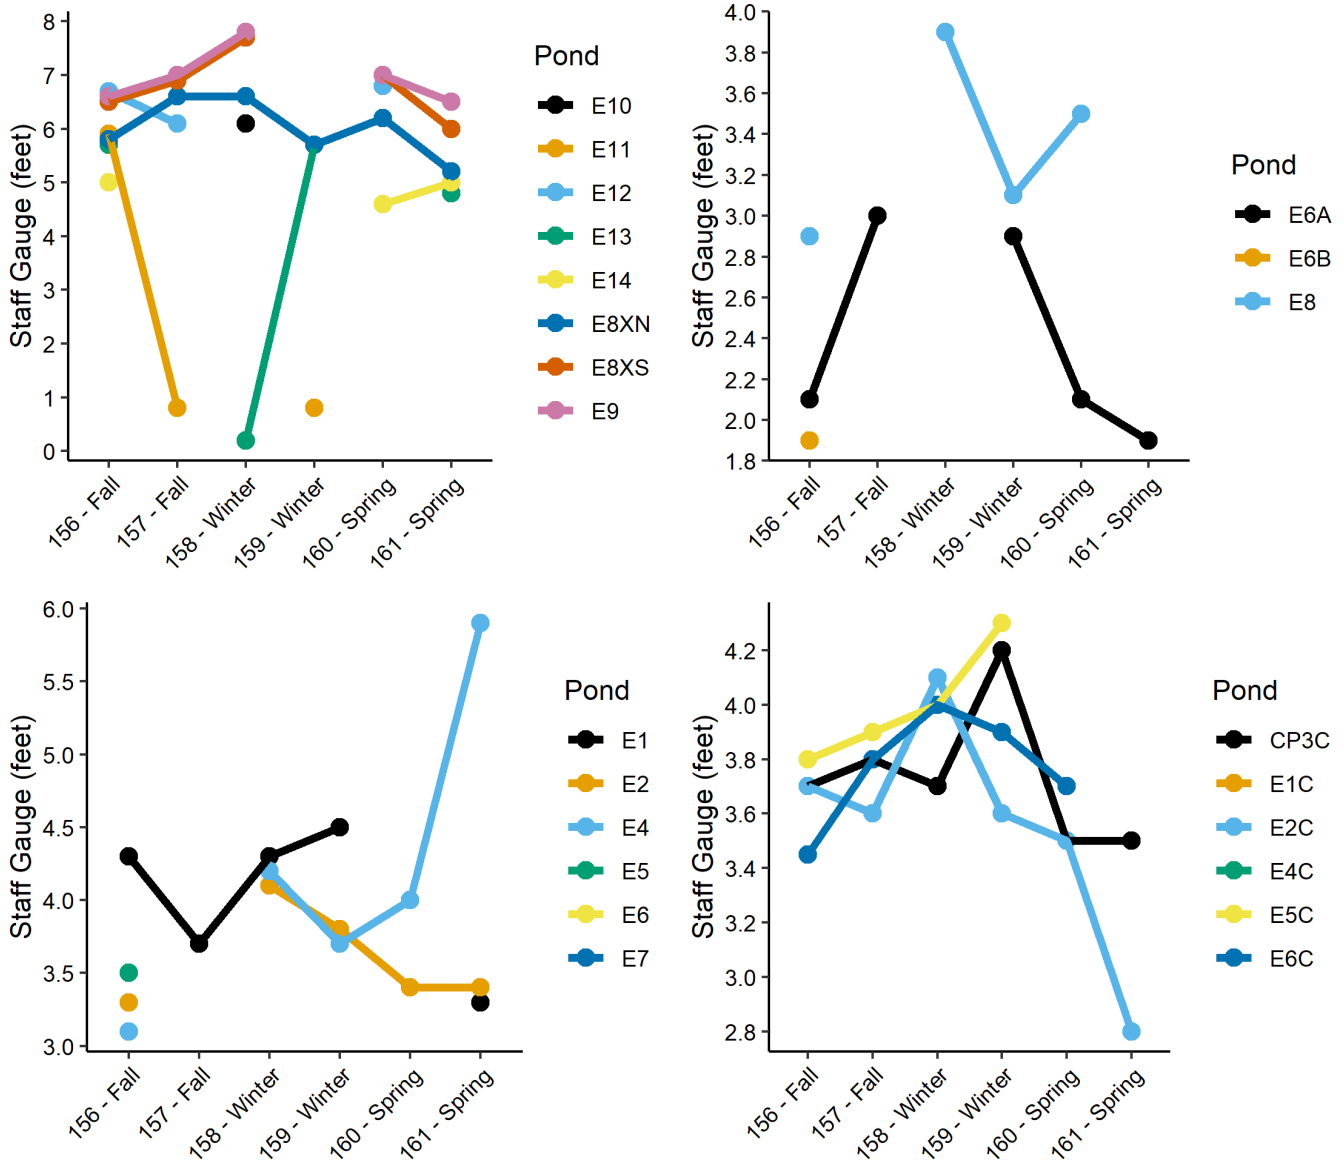 Staff Gauge (feet)
8
7
6
5
4
3
2
1
0
156 - Fall
157 - Fall
158 - Winter
159 - Winter
160 - Spring
161 - Spring
Pond
E10
E11
E12
E13
E14
E8XN
E8XS
E9
Staff Gauge (feet)
4.0
3.8
3.6
3.4
3.2
3.0
2.8
2.6
2.4
2.2
2.0
1.8
156 - Fall
157 - Fall
158 - Winter
159 - Winter
160 - Spring
161 - Spring
Pond
E6A
E6B
E8
Staff Gauge (feet)
6.0
5.5
5.0
4.5
4.0
3.5
3.0
156 - Fall
157 - Fall
158 - Winter
159 - Winter
160 - Spring
161 - Spring
Pond
E1
E2
E4
E5
E6
E7
Staff Gauge (feet)
4.2
4.0
3.8
3.6
3.4
3.2
3.0
2.8
156 - Fall
157 - Fall
158 - Winter
159 - Winter
160 - Spring
161 - Spring
Pond
CP3C
E1C
E2C
E4C
E5C
E6C